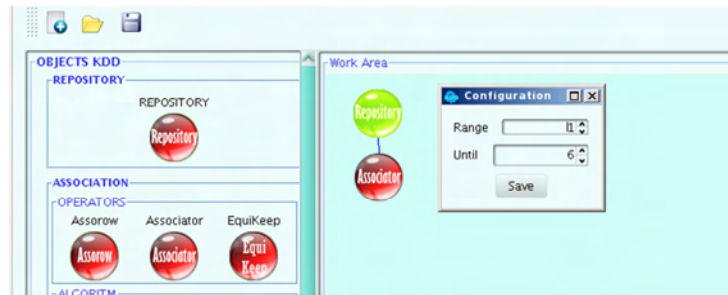 OBJECTS KDD
REPOSITORY
REPOSITORY
Repository
ASSOCIATION
OPERATORS
Assorow Associator EquiKeep
Assorow Associator Equi
Keep
ALGORITM
Work Area
Repository
Associator
Configuration
Range 1
Until 6
Save